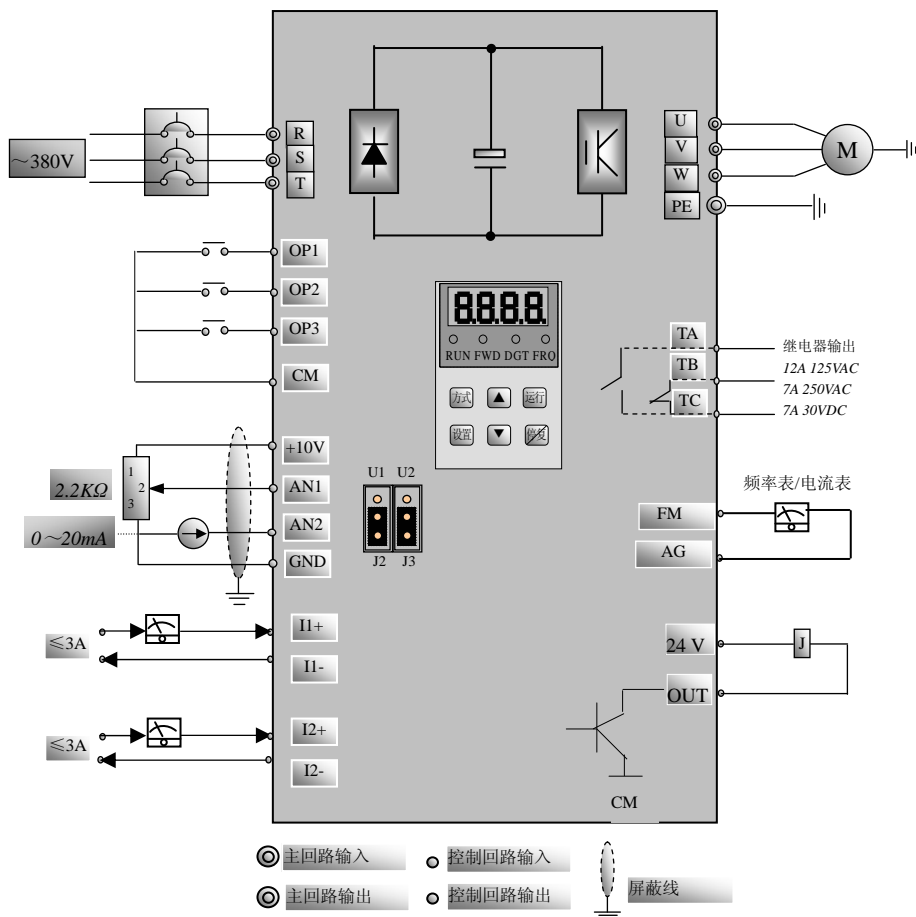 R
S
T
~380V
U
V
W
PE
M
OP1
OP2
OP3
CM
8.8.8.8.
RUN FWD DGT FRQ
方式 ▲ 运行
设置 ▼ 停/复
TA
TB
TC
继电器输出
12A 125VAC
7A 250VAC
7A 30VDC
+10V
AN1
AN2
GND
1
2
3
2.2KΩ
0~20mA
U1 U2
J2 J3
频率表/电流表
FM
AG
≤3A
I1+
I1-
≤3A
I2+
I2-
24 V
J
OUT
CM
主回路输入
控制回路输入
主回路输出
控制回路输出
屏蔽线